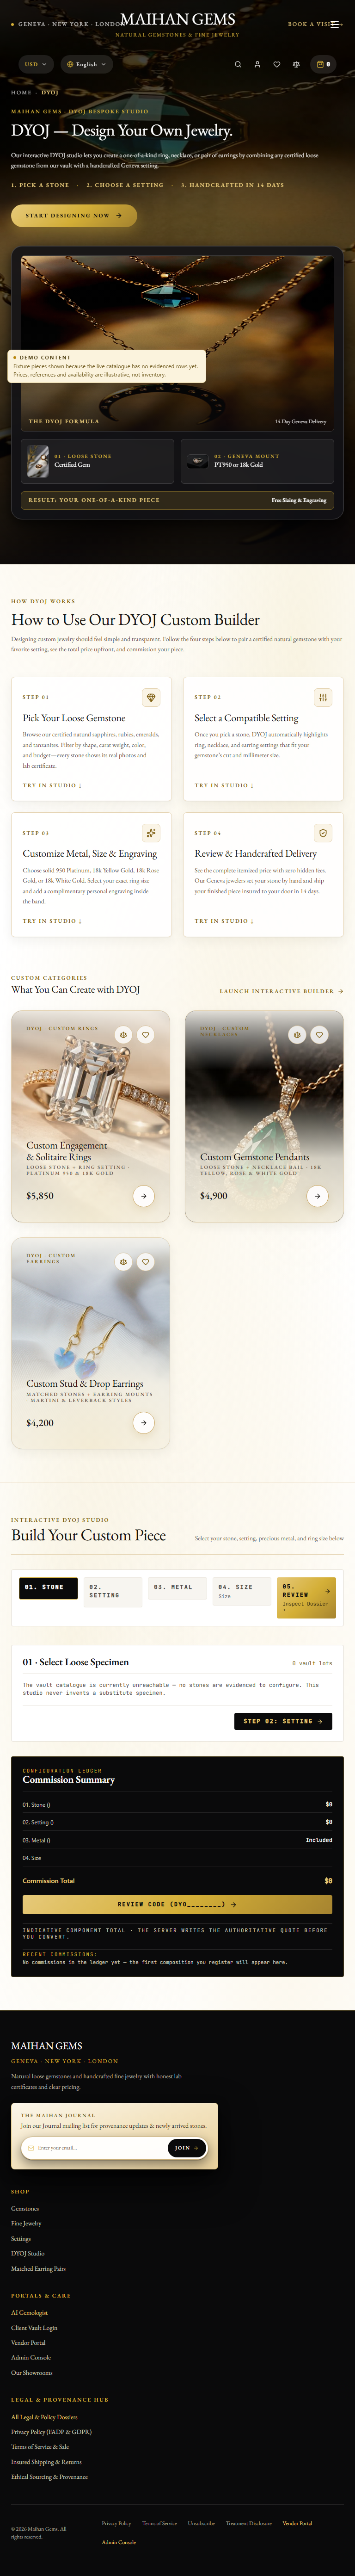 GENEVA · NEW YORK · LONDON
MAIHAN GEMS
NATURAL GEMSTONES & FINE JEWELRY
BOOK A
USD
English
0
HOME · DYOJ
MAIHAN GEMS · DYOJ BESPOKE STUDIO
DYOJ — Design Your Own Jewelry.
Our interactive DYOJ studio lets you create a one-of-a-kind ring, necklace, or pair of earrings by combining any certified loose
gemstone from our vault with a handcrafted Geneva setting.
1. PICK A STONE · 2. CHOOSE A SETTING · 3. HANDCRAFTED IN 14 DAYS
START DESIGNING NOW →
DEMO CONTENT
Fixture pieces shown because the live catalogue has no evidenced rows yet.
Prices, references and availability are illustrative, not inventory.
THE DYOJ FORMULA
14-Day Geneva Delivery
01 · LOOSE STONE
Certified Gem
02 · GENEVA MOUNT
PT950 or 18k Gold
RESULT: YOUR ONE-OF-A-KIND PIECE
Free Sizing & Engraving
HOW DYOJ WORKS
How to Use Our DYOJ Custom Builder
Designing custom jewelry should feel simple and transparent. Follow the four steps below to pair a certified natural gemstone with your
favorite setting, see the total price upfront, and commission your piece.
STEP 01
Pick Your Loose Gemstone
Browse our certified natural sapphires, rubies, emeralds,
and tanzanites. Filter by shape, carat weight, color,
and budget—every stone shows its real photos and
lab certificate.
TRY IN STUDIO ↓
STEP 02
Select a Compatible Setting
Once you pick a stone, DYOJ automatically highlights
ring, necklace, and earring settings that fit your
gemstone's cut and millimeter size.
TRY IN STUDIO ↓
STEP 03
Customize Metal, Size & Engraving
Choose solid 950 Platinum, 18k Yellow Gold, 18k Rose
Gold, or 18k White Gold. Select your exact ring size
and add a complimentary personal engraving inside
the band.
TRY IN STUDIO ↓
STEP 04
Review & Handcrafted Delivery
See the complete itemized price with zero hidden fees.
Our Geneva jewelers set your stone by hand and ship
your finished piece insured to your door in 14 days.
TRY IN STUDIO ↓
CUSTOM CATEGORIES
What You Can Create with DYOJ
LAUNCH INTERACTIVE BUILDER →
DYOJ · CUSTOM RINGS
Custom Engagement
& Solitaire Rings
LOOSE STONE + RING SETTING ·
PLATINUM 950 & 18K GOLD
$5,850
DYOJ · CUSTOM
NECKLACES
Custom Gemstone Pendants
LOOSE STONE + NECKLACE BAIL · 18K
YELLOW, ROSE & WHITE GOLD
$4,900
DYOJ · CUSTOM
EARRINGS
Custom Stud & Drop Earrings
MATCHED STONES + EARRING MOUNTS
· MARTINI & LEVERBACK STYLES
$4,200
INTERACTIVE DYOJ STUDIO
Build Your Custom Piece
Select your stone, setting, precious metal, and ring size below
01. STONE
02.
SETTING
03. METAL
04. SIZE
Size
05.
REVIEW
Inspect Dossier
→
01 · Select Loose Specimen
0 vault lots
The vault catalogue is currently unreachable — no stones are evidenced to configure. This
studio never invents a substitute specimen.
STEP 02: SETTING →
CONFIGURATION LEDGER
Commission Summary
01. Stone ()
$0
02. Setting ()
$0
03. Metal ()
Included
04. Size
Commission Total
$0
REVIEW CODE (DYO________) →
INDICATIVE COMPONENT TOTAL · THE SERVER WRITES THE AUTHORITATIVE QUOTE BEFORE
YOU CONVERT.
RECENT COMMISSIONS:
No commissions in the ledger yet — the first composition you register will appear here.
MAIHAN GEMS
GENEVA · NEW YORK · LONDON
Natural loose gemstones and handcrafted fine jewelry with honest lab
certificates and clear pricing.
THE MAIHAN JOURNAL
Join our Journal mailing list for provenance updates & newly arrived stones.
Enter your email...
JOIN →
SHOP
Gemstones
Fine Jewelry
Settings
DYOJ Studio
Matched Earring Pairs
PORTALS & CARE
AI Gemologist
Client Vault Login
Vendor Portal
Admin Console
Our Showrooms
LEGAL & PROVENANCE HUB
All Legal & Policy Dossiers
Privacy Policy (FADP & GDPR)
Terms of Service & Sale
Insured Shipping & Returns
Ethical Sourcing & Provenance
© 2026 Maihan Gems. All
rights reserved.
Privacy Policy
Terms of Service
Unsubscribe
Treatment Disclosure
Vendor Portal
Admin Console